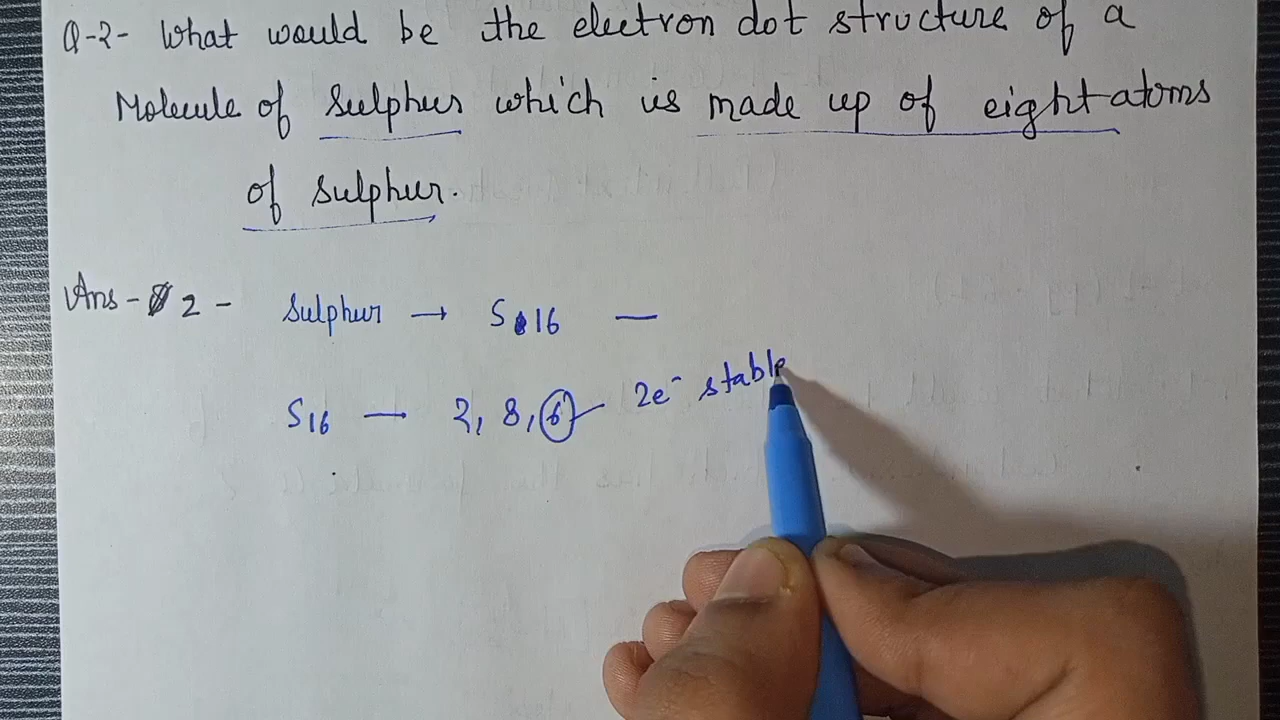 Q-2- What would be the electron dot structure of a
Molecule of Sulphur which is made up of eight atoms
of Sulphur.
Ans- 2 - Sulphur → S 16 —
S16 → 2, 8, 6 — 2e⁻ stable